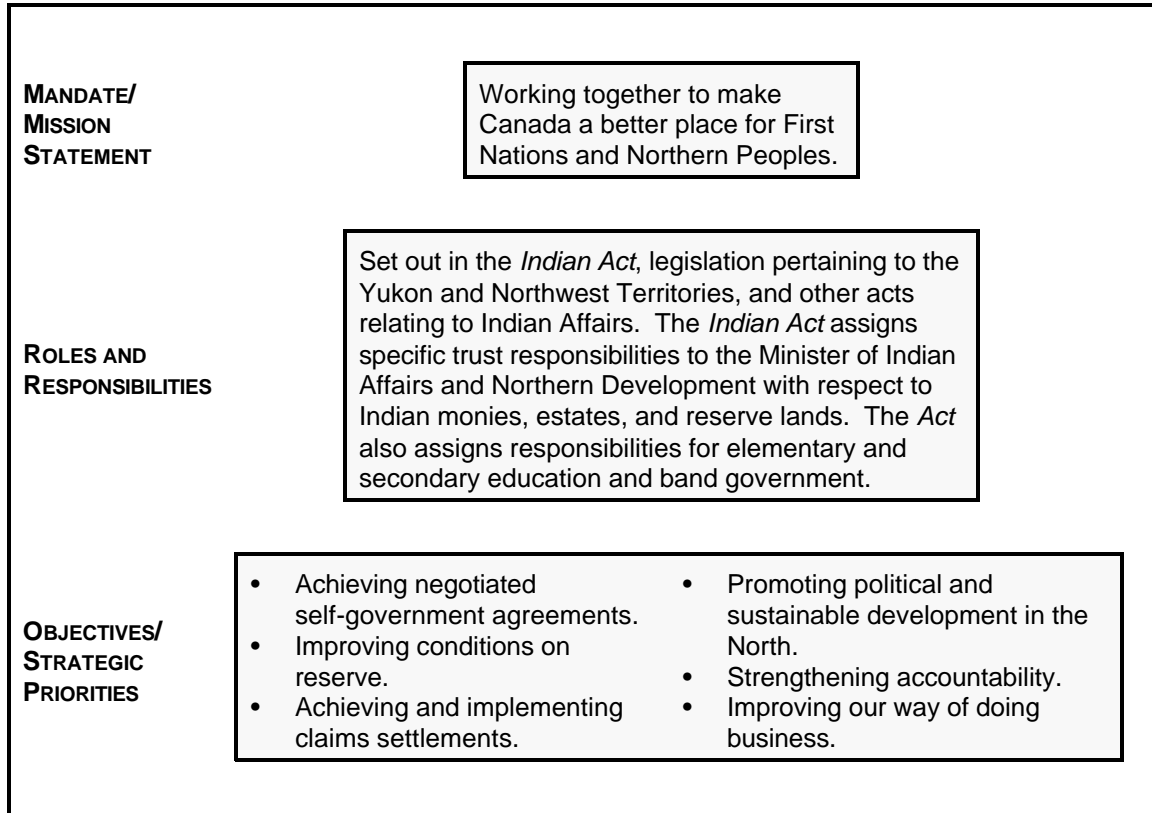 MANDATE/
MISSION
STATEMENT
Working together to make
Canada a better place for First
Nations and Northern Peoples.
ROLES AND
RESPONSIBILITIES
Set out in the Indian Act, legislation pertaining to the
Yukon and Northwest Territories, and other acts
relating to Indian Affairs. The Indian Act assigns
specific trust responsibilities to the Minister of Indian
Affairs and Northern Development with respect to
Indian monies, estates, and reserve lands. The Act
also assigns responsibilities for elementary and
secondary education and band government.
OBJECTIVES/
STRATEGIC
PRIORITIES
• Achieving negotiated
self-government agreements.
• Improving conditions on
reserve.
• Achieving and implementing
claims settlements.
• Promoting political and
sustainable development in the
North.
• Strengthening accountability.
• Improving our way of doing
business.